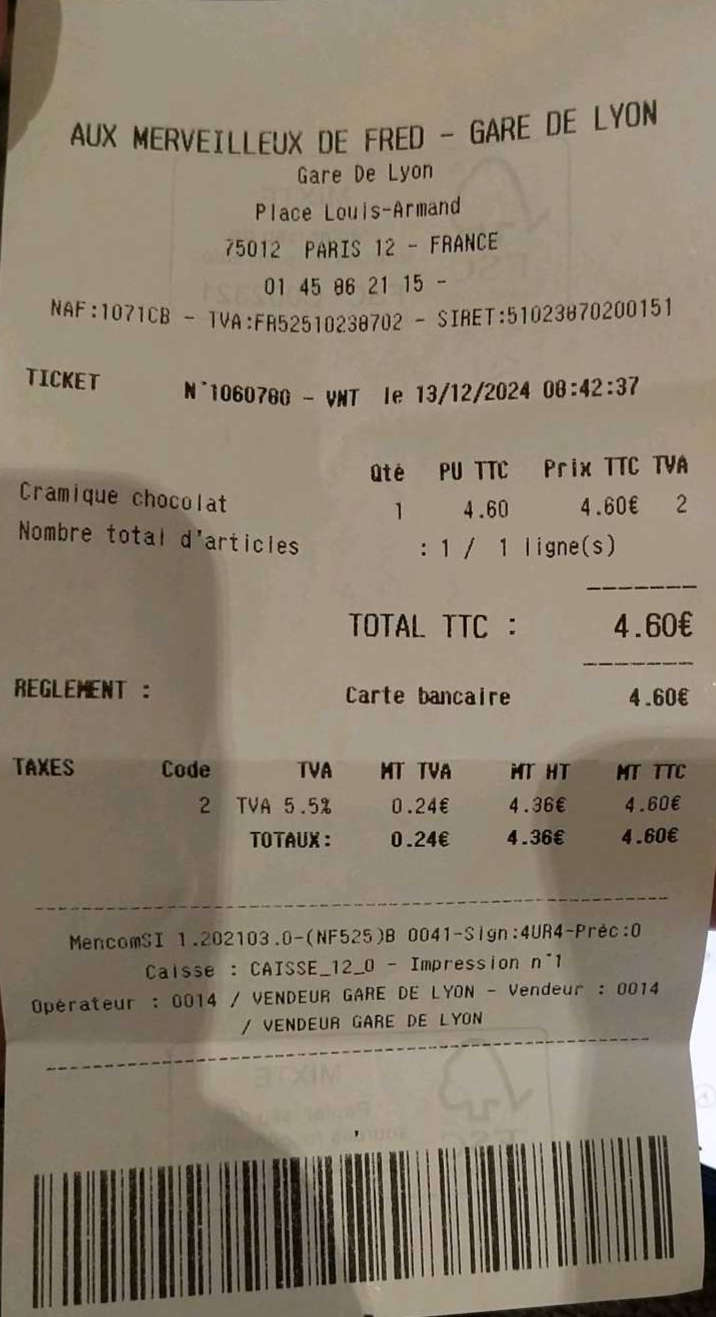 AUX MERVEILLEUX DE FRED - GARE DE LYON
Gare De Lyon
Place Louis-Armand
75012 PARIS 12 - FRANCE
01 45 86 21 15 -
NAF:1071CB - TVA:FR52510238702 - SIRET:51023870200151
TICKET N°1060780 - VNT le 13/12/2024 08:42:37
Qté PU TTC Prix TTC TVA
Cramique chocolat 1 4.60 4.60€ 2
Nombre total d'articles : 1 / 1 ligne(s)
TOTAL TTC : 4.60€
REGLEMENT : Carte bancaire 4.60€
TAXES Code TVA MT TVA MT HT MT TTC
2 TVA 5.5% 0.24€ 4.36€ 4.60€
TOTAUX: 0.24€ 4.36€ 4.60€
MencomSI 1.202103.0-(NF525)B 0041-Sign:4UR4-Préc:0
Caisse : CAISSE_12_0 - Impression n°1
Opérateur : 0014 / VENDEUR GARE DE LYON - Vendeur : 0014
/ VENDEUR GARE DE LYON
MIXTE